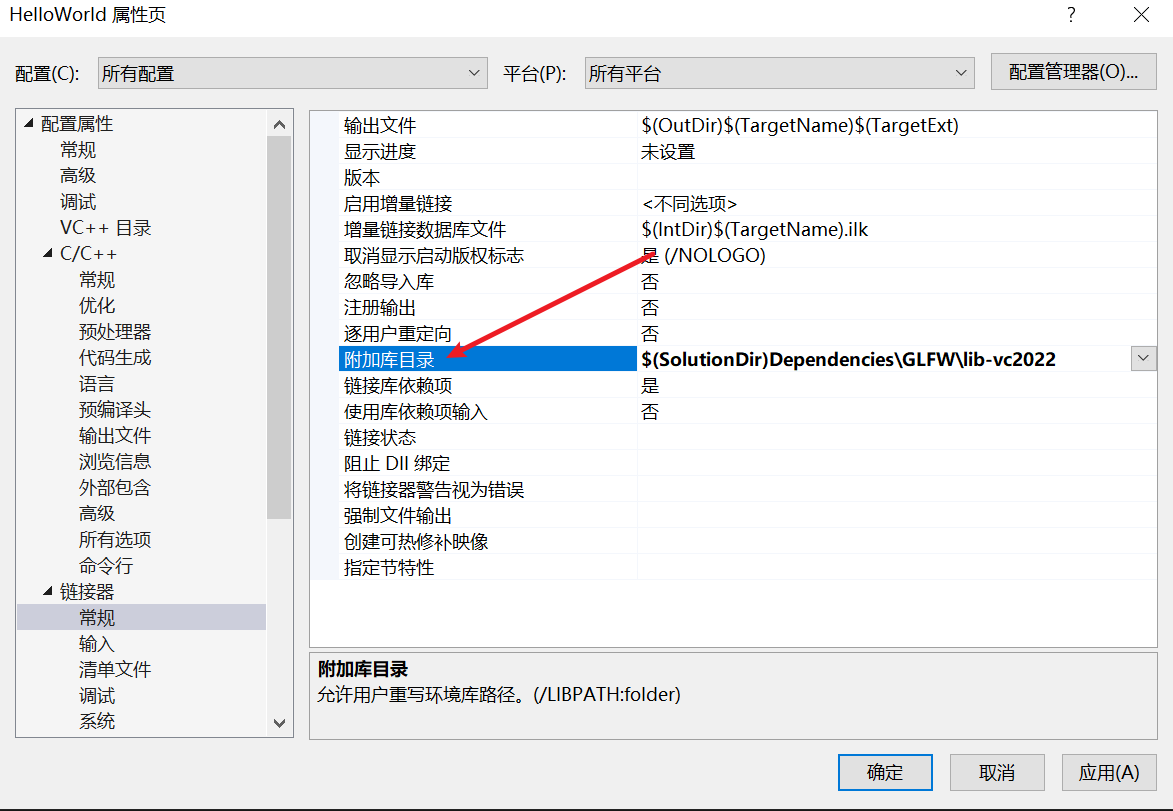 HelloWorld 属性页
?
配置(C):
所有配置
平台(P):
所有平台
配置管理器(O)...
配置属性
常规
高级
调试
VC++ 目录
C/C++
常规
优化
预处理器
代码生成
语言
预编译头
输出文件
浏览信息
外部包含
高级
所有选项
命令行
链接器
常规
输入
清单文件
调试
系统
输出文件 $(OutDir)$(TargetName)$(TargetExt)
显示进度 未设置
版本
启用增量链接 <不同选项>
增量链接数据库文件 $(IntDir)$(TargetName).ilk
取消显示启动版权标志 是 (/NOLOGO)
忽略导入库 否
注册输出 否
逐用户重定向 否
附加库目录 $(SolutionDir)Dependencies\GLFW\lib-vc2022
链接库依赖项 是
使用库依赖项输入 否
链接状态
阻止 Dll 绑定
将链接器警告视为错误
强制文件输出
创建可热修补映像
指定节特性
附加库目录
允许用户重写环境库路径。(/LIBPATH:folder)
确定
取消
应用(A)